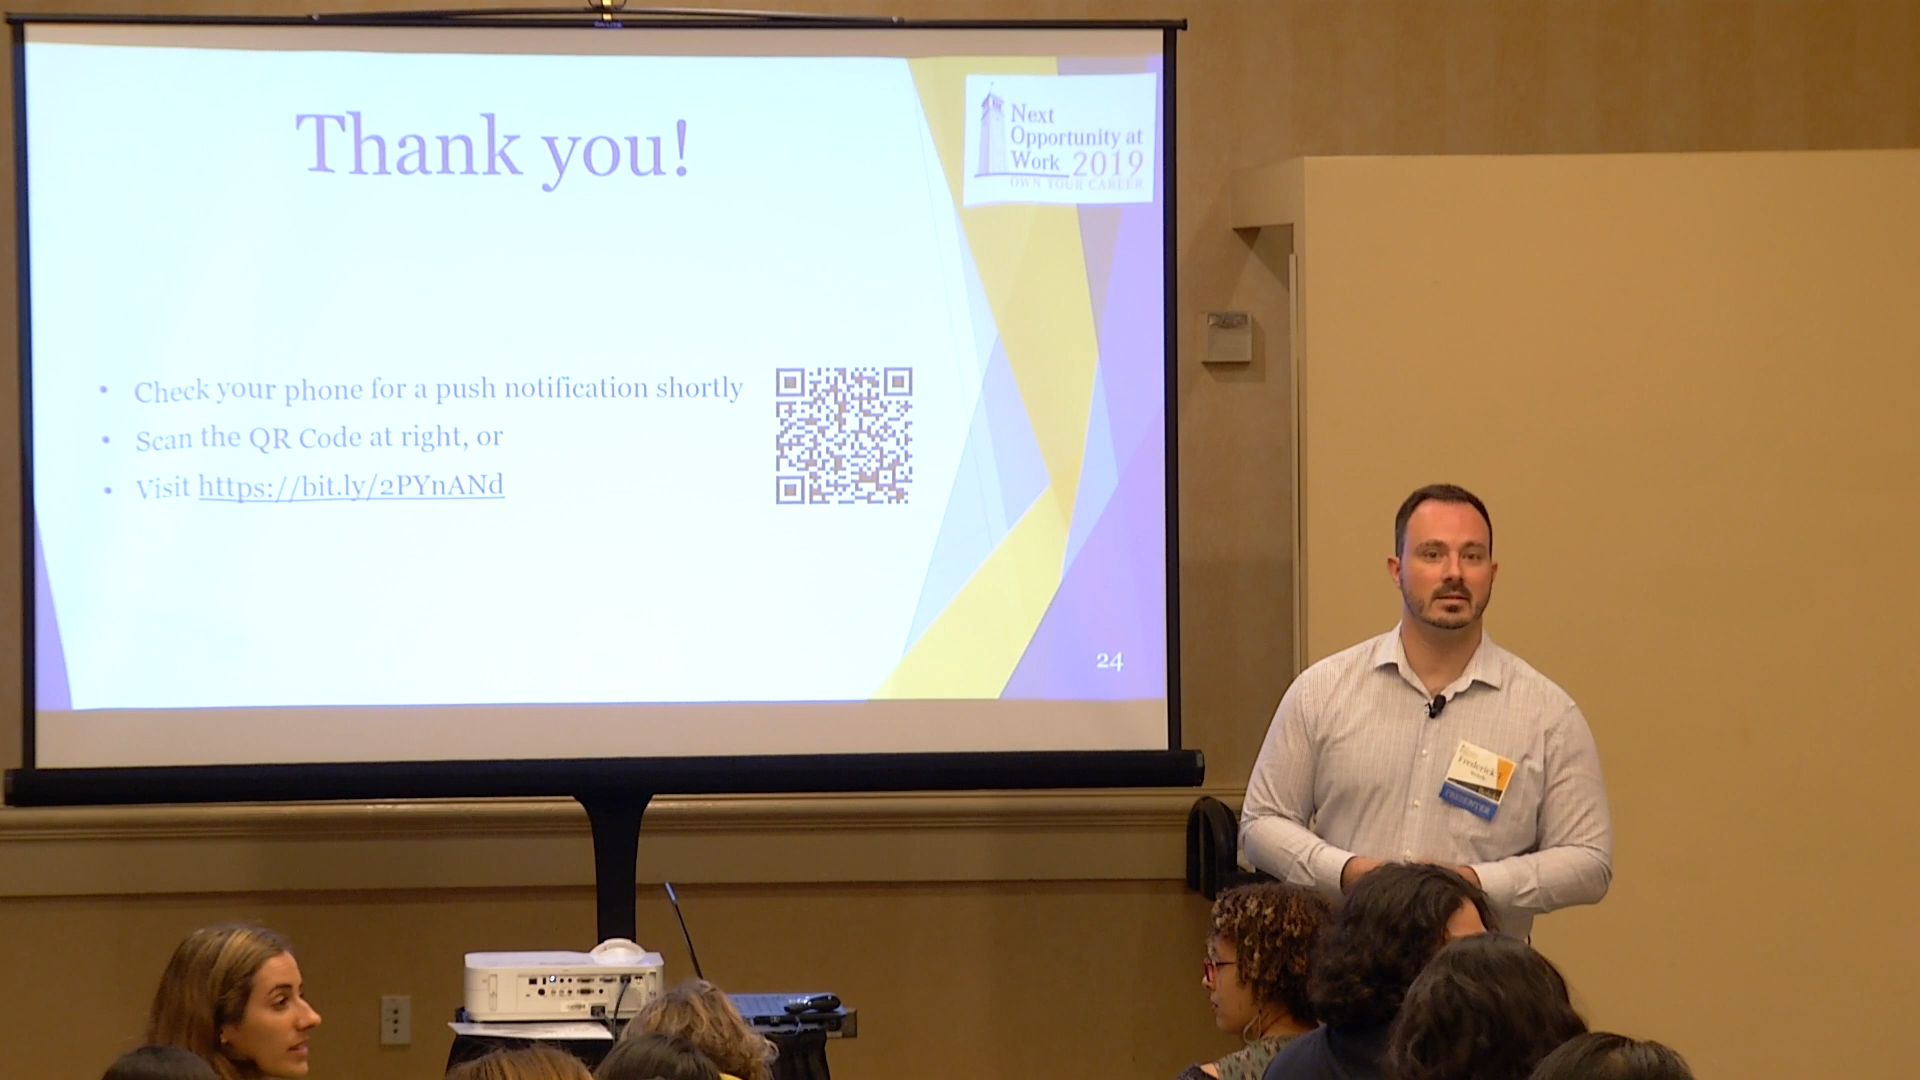 Thank you!
Next
Opportunity at
Work 2019
OWN YOUR CAREER
• Check your phone for a push notification shortly
• Scan the QR Code at right, or
• Visit https://bit.ly/2PYnANd
24
Frederick
PRESENTER